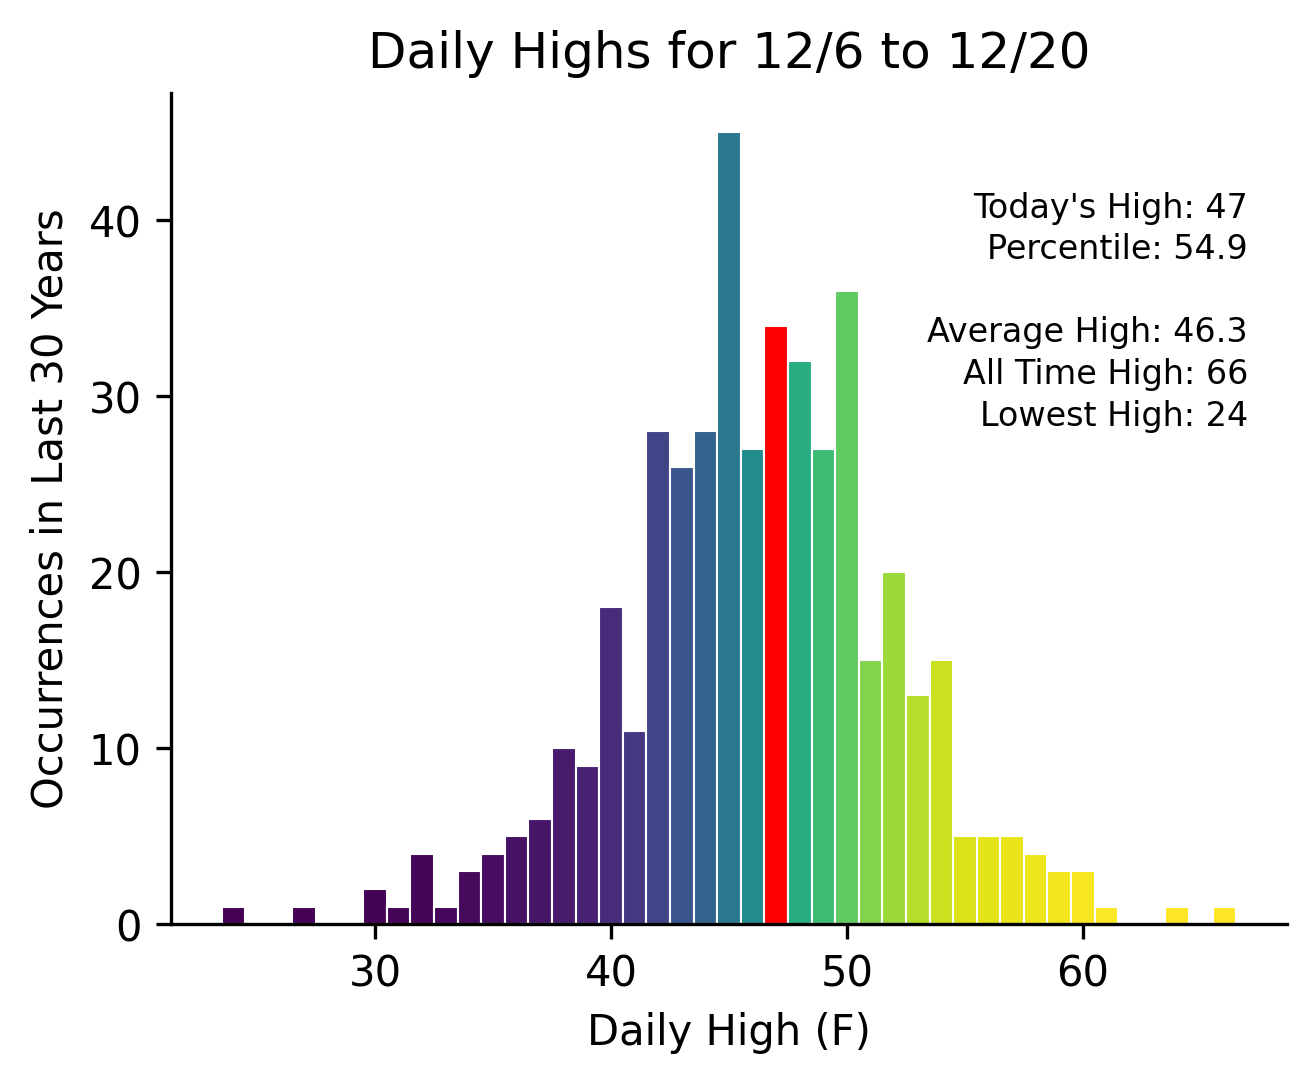 Daily Highs for 12/6 to 12/20
Today's High: 47
Percentile: 54.9
Average High: 46.3
All Time High: 66
Lowest High: 24
Occurrences in Last 30 Years
40
30
20
10
0
30 40 50 60
Daily High (F)